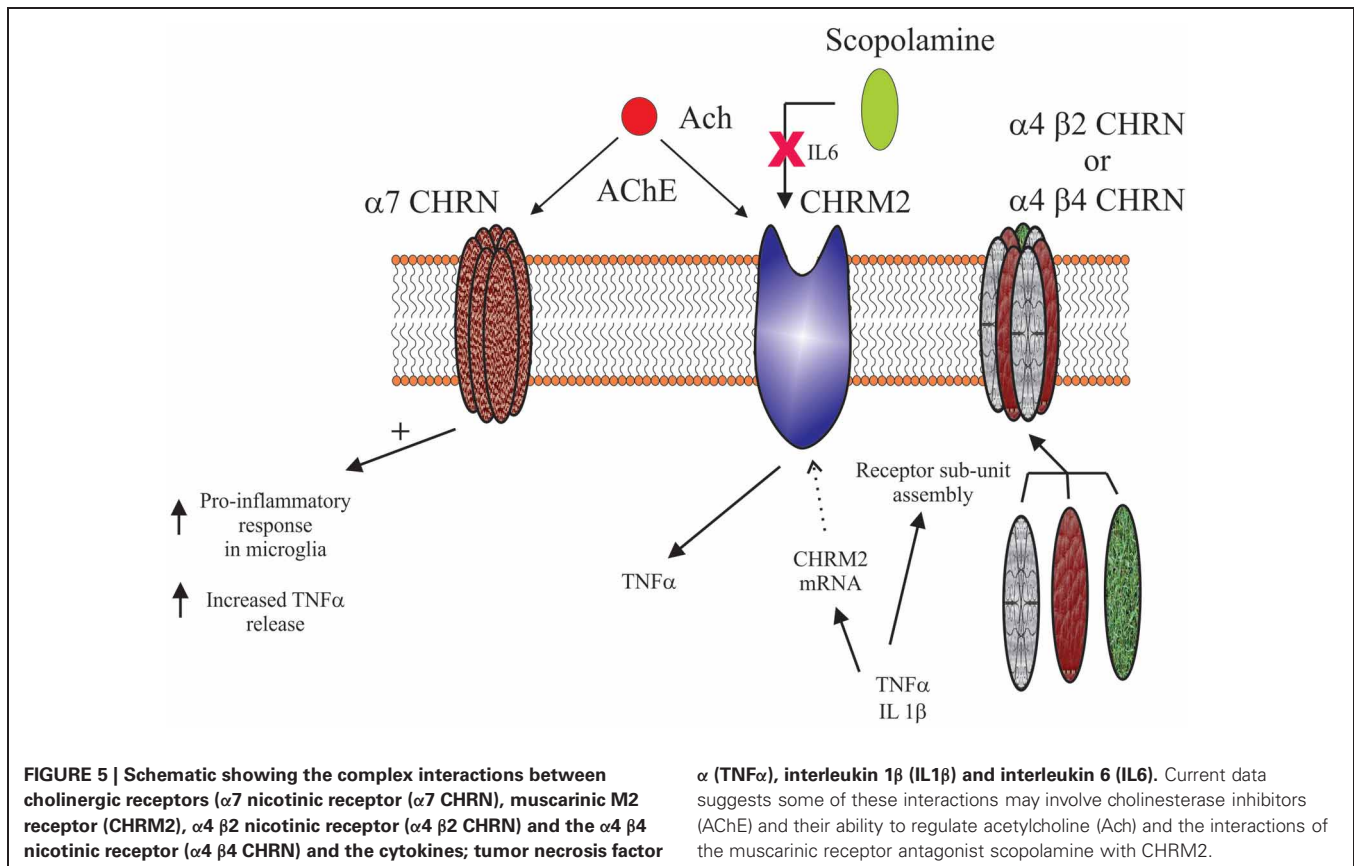 Scopolamine
Ach
IL6
α4 β2 CHRN
or
α4 β4 CHRN
AChE
α7 CHRN
CHRM2
+
Pro-inflammatory
response
in microglia
Increased TNFα
release
TNFα
CHRM2
mRNA
Receptor sub-unit
assembly
TNFα
IL 1β
FIGURE 5 | Schematic showing the complex interactions between
cholinergic receptors (α7 nicotinic receptor (α7 CHRN), muscarinic M2
receptor (CHRM2), α4 β2 nicotinic receptor (α4 β2 CHRN) and the α4 β4
nicotinic receptor (α4 β4 CHRN) and the cytokines; tumor necrosis factor
α (TNFα), interleukin 1β (IL1β) and interleukin 6 (IL6). Current data
suggests some of these interactions may involve cholinesterase inhibitors
(AChE) and their ability to regulate acetylcholine (Ach) and the interactions of
the muscarinic receptor antagonist scopolamine with CHRM2.